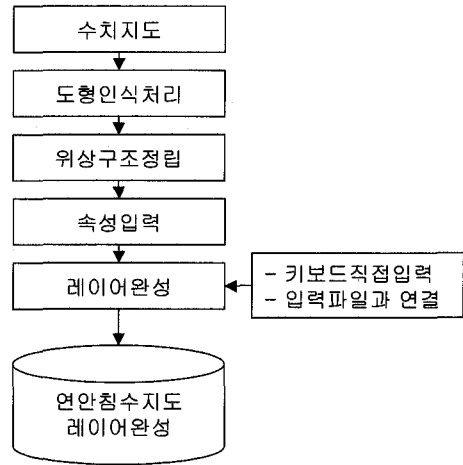 수치지도
도형인식처리
위상구조정립
속성입력
레이어완성
- 키보드직접입력
- 입력파일과 연결
연안침수지도
레이어완성